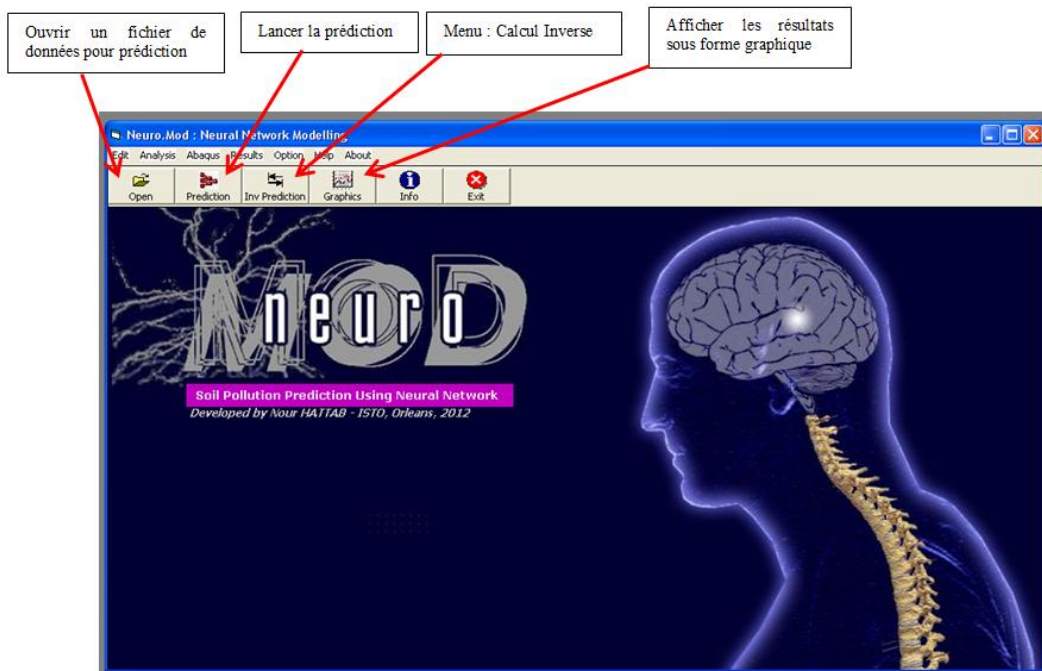 Ouvrir un fichier de
données pour prédiction
Lancer la prédiction
Menu : Calcul Inverse
Afficher les résultats
sous forme graphique
Neuro.Mod : Neural Network Modelling
Edit Analysis Abaqus Results Option Help About
Open Prediction Inv Prediction Graphics Info Exit
MOD
neuro
Soil Pollution Prediction Using Neural Network
Developed by Nour HATTAB - ISTO, Orleans, 2012